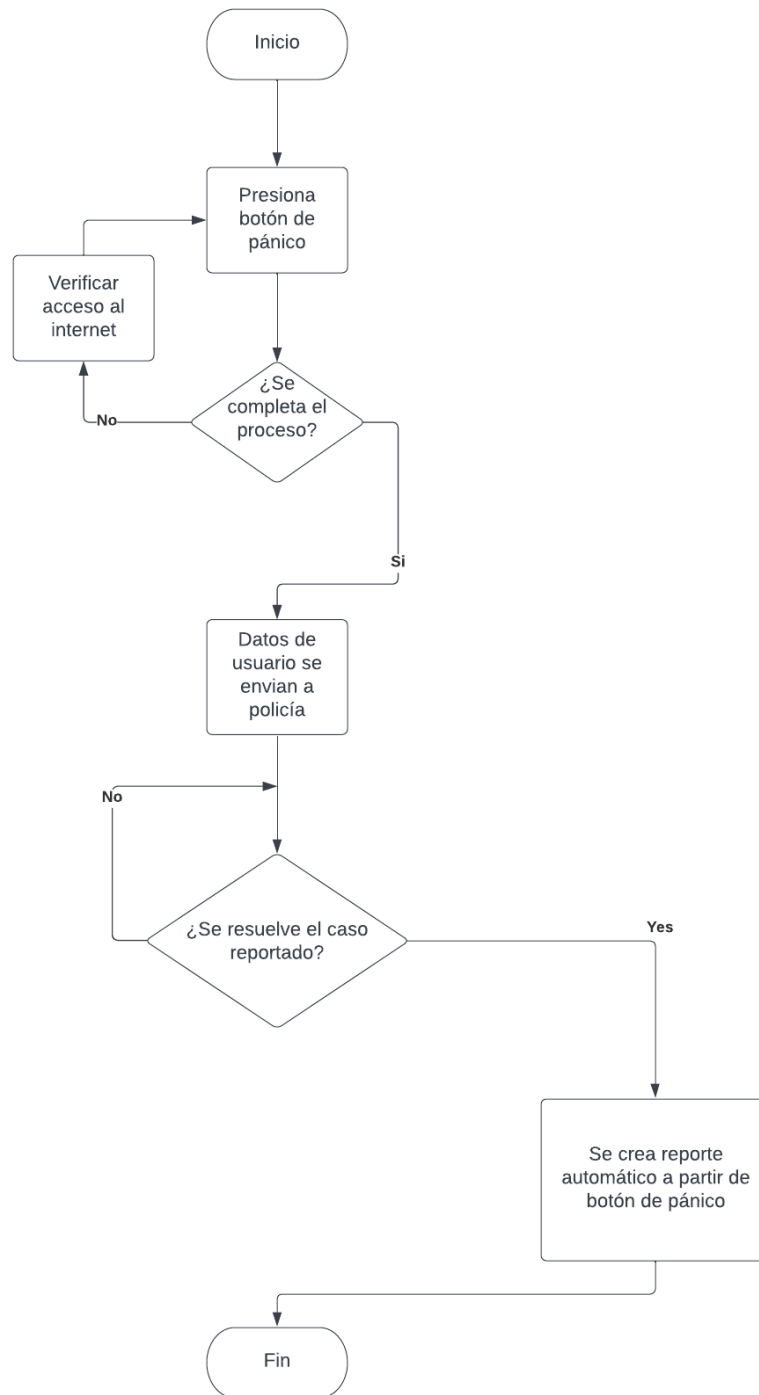 Inicio
Presiona
botón de
pánico
Verificar
acceso al
internet
¿Se
completa el
proceso?
No
Si
Datos de
usuario se
envian a
policía
No
¿Se resuelve el caso
reportado?
Yes
Se crea reporte
automático a partir de
botón de pánico
Fin